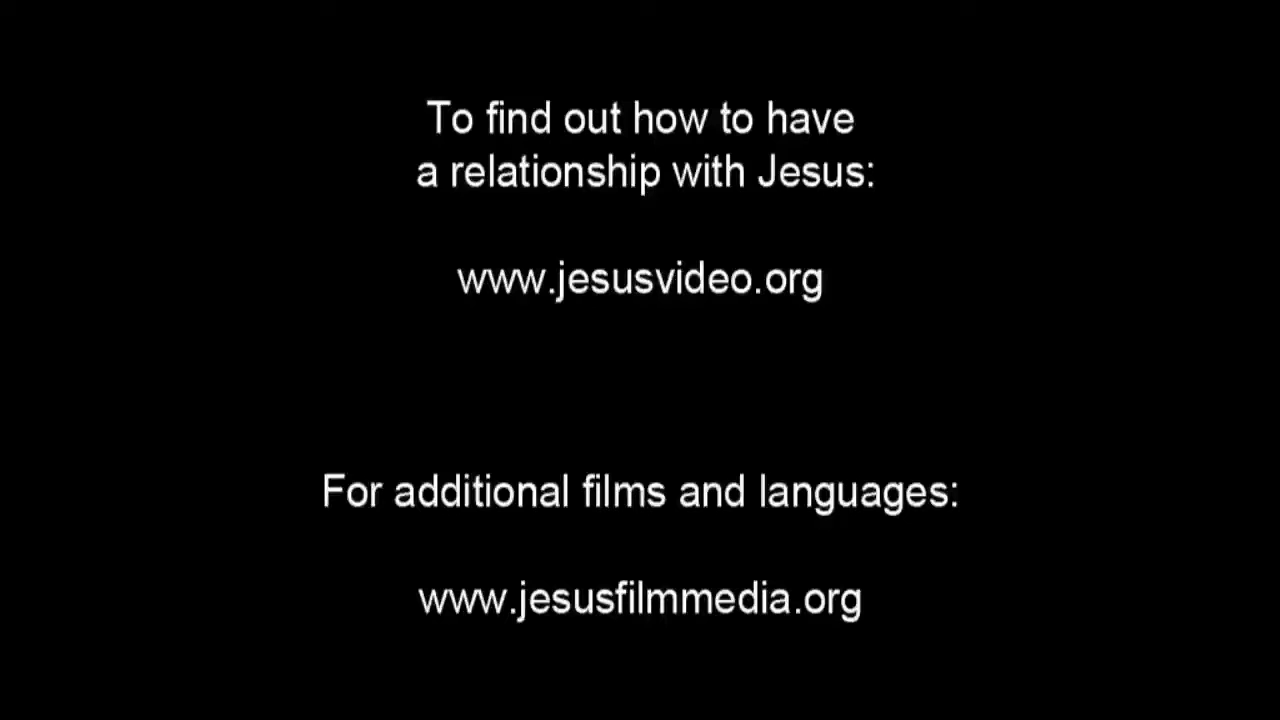 To find out how to have
a relationship with Jesus:
www.jesusvideo.org
For additional films and languages:
www.jesusfilmmedia.org